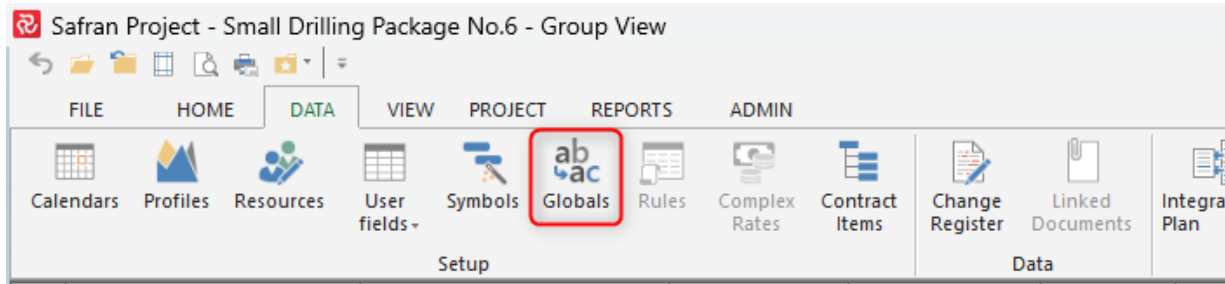 Safran Project - Small Drilling Package No.6 - Group View
FILE HOME DATA VIEW PROJECT REPORTS ADMIN
ab
ac
Calendars Profiles Resources User fields Symbols Globals Rules Complex Rates Contract Items Change Register Linked Documents Integra Plan
Setup Data